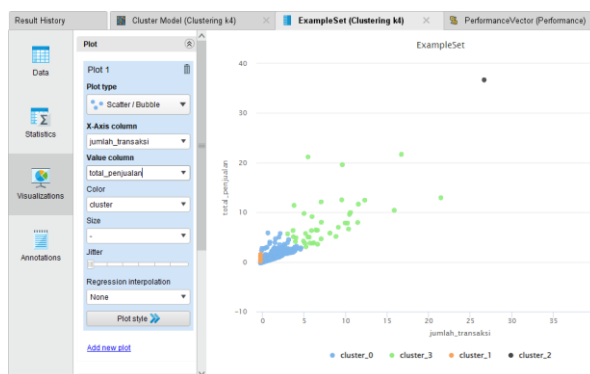 Result History
Cluster Model (Clustering k4)
ExampleSet (Clustering k4)
PerformanceVector (Performance)
Data
Statistics
Visualizations
Annotations
Plot
Plot 1
Plot type
Scatter / Bubble
X-Axis column
jumlah_transaksi
Value column
total_penjualan
Color
cluster
Size
-
Jitter
Regression interpolation
None
Plot style
Add new plot
ExampleSet
40
30
20
10
0
-10
total_penjualan
0 5 10 15 20 25 30 35
jumlah_transaksi
cluster_0 cluster_3 cluster_1 cluster_2